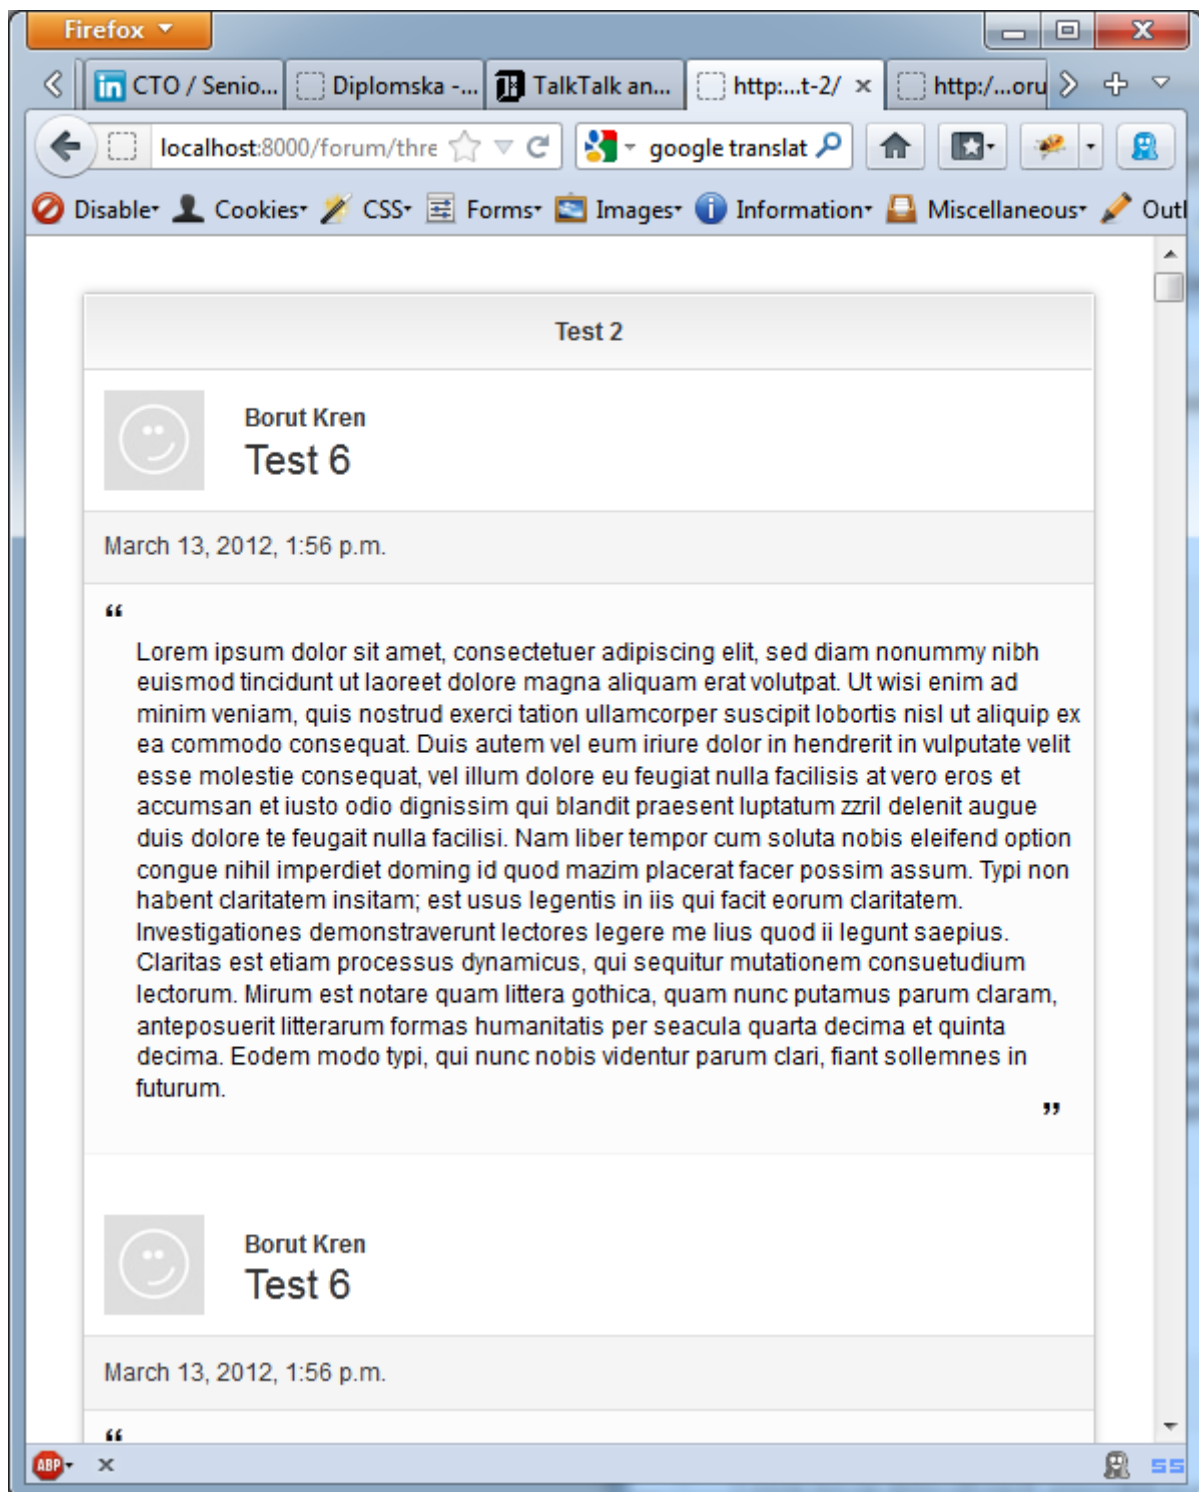 Firefox
CTO / Senio... Diplomska -... TalkTalk an... http:...t-2/ × http:/...oru
localhost:8000/forum/thre google translat
Disable Cookies CSS Forms Images Information Miscellaneous Outl
Test 2
Borut Kren
Test 6
March 13, 2012, 1:56 p.m.
“
Lorem ipsum dolor sit amet, consectetuer adipiscing elit, sed diam nonummy nibh
euismod tincidunt ut laoreet dolore magna aliquam erat volutpat. Ut wisi enim ad
minim veniam, quis nostrud exerci tation ullamcorper suscipit lobortis nisl ut aliquip ex
ea commodo consequat. Duis autem vel eum iriure dolor in hendrerit in vulputate velit
esse molestie consequat, vel illum dolore eu feugiat nulla facilisis at vero eros et
accumsan et iusto odio dignissim qui blandit praesent luptatum zzril delenit augue
duis dolore te feugait nulla facilisi. Nam liber tempor cum soluta nobis eleifend option
congue nihil imperdiet doming id quod mazim placerat facer possim assum. Typi non
habent claritatem insitam; est usus legentis in iis qui facit eorum claritatem.
Investigationes demonstraverunt lectores legere me lius quod ii legunt saepius.
Claritas est etiam processus dynamicus, qui sequitur mutationem consuetudium
lectorum. Mirum est notare quam littera gothica, quam nunc putamus parum claram,
anteposuerit litterarum formas humanitatis per seacula quarta decima et quinta
decima. Eodem modo typi, qui nunc nobis videntur parum clari, fiant sollemnes in
futurum.
”
Borut Kren
Test 6
March 13, 2012, 1:56 p.m.
“
ABP ×